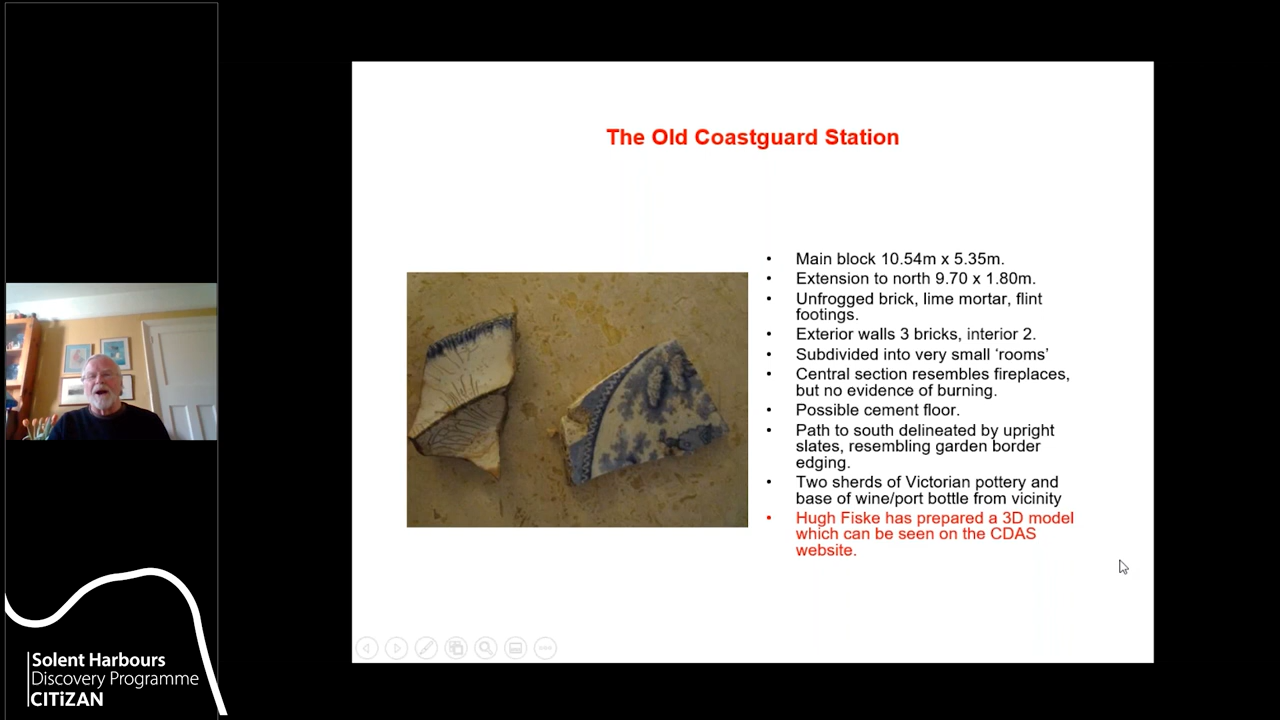 The Old Coastguard Station
• Main block 10.54m x 5.35m.
• Extension to north 9.70 x 1.80m.
• Unfrogged brick, lime mortar, flint
footings.
• Exterior walls 3 bricks, interior 2.
• Subdivided into very small ‘rooms’
• Central section resembles fireplaces,
but no evidence of burning.
• Possible cement floor.
• Path to south delineated by upright
slates, resembling garden border
edging.
• Two sherds of Victorian pottery and
base of wine/port bottle from vicinity
• Hugh Fiske has prepared a 3D model
which can be seen on the CDAS
website.
Solent Harbours
Discovery Programme
CITiZAN